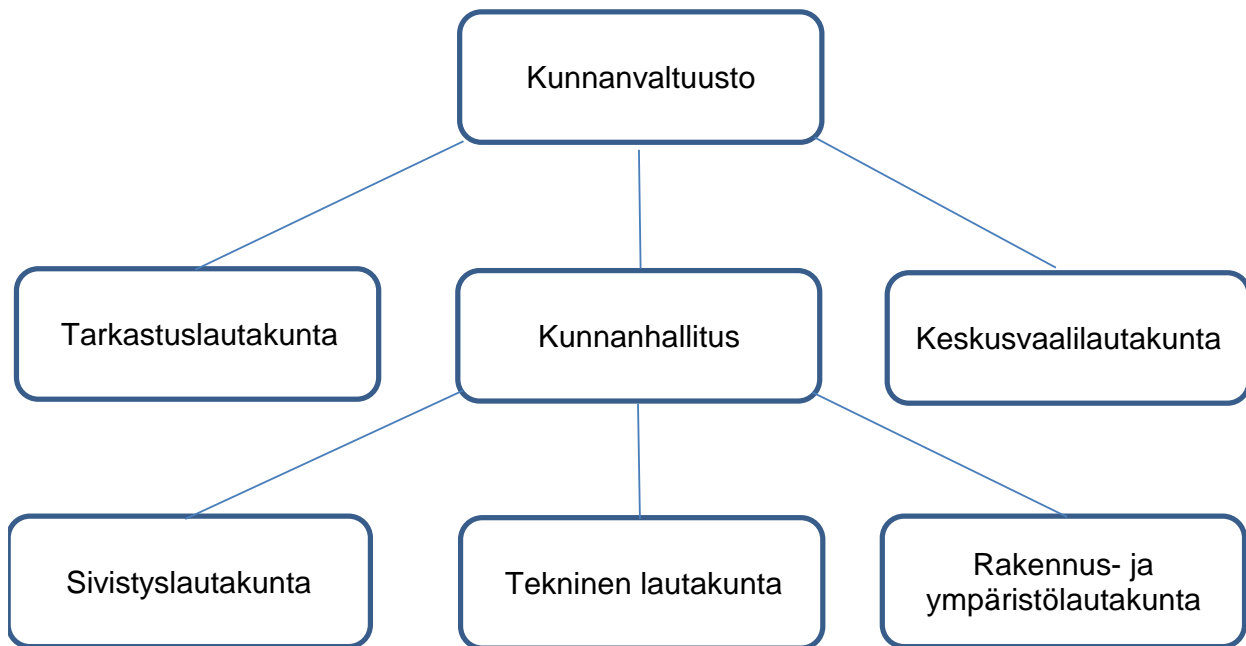 Kunnanvaltuusto
Tarkastuslautakunta
Kunnanhallitus
Keskusvaalilautakunta
Sivistyslautakunta
Tekninen lautakunta
Rakennus- ja
ympäristölautakunta